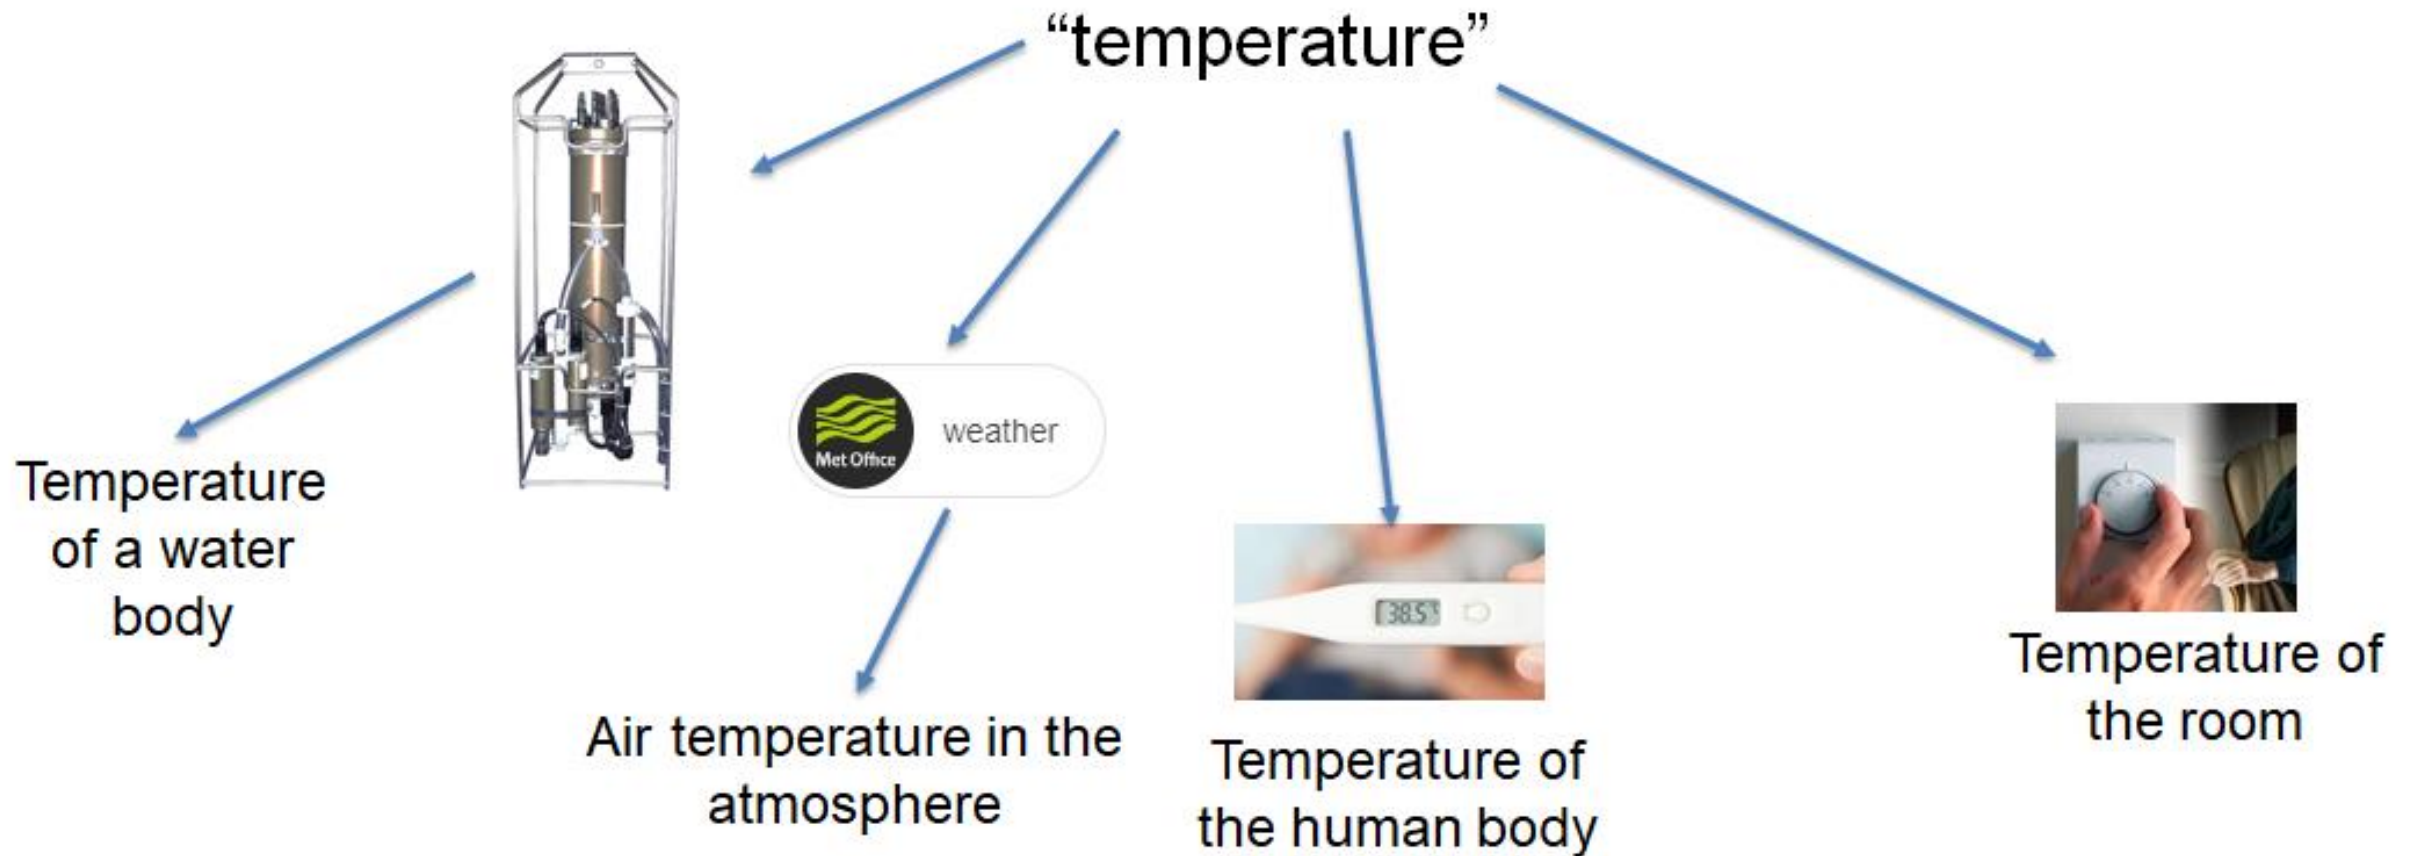 “temperature”
Temperature
of a water
body
Met Office
weather
Air temperature in the
atmosphere
38.5
Temperature of
the human body
Temperature of
the room